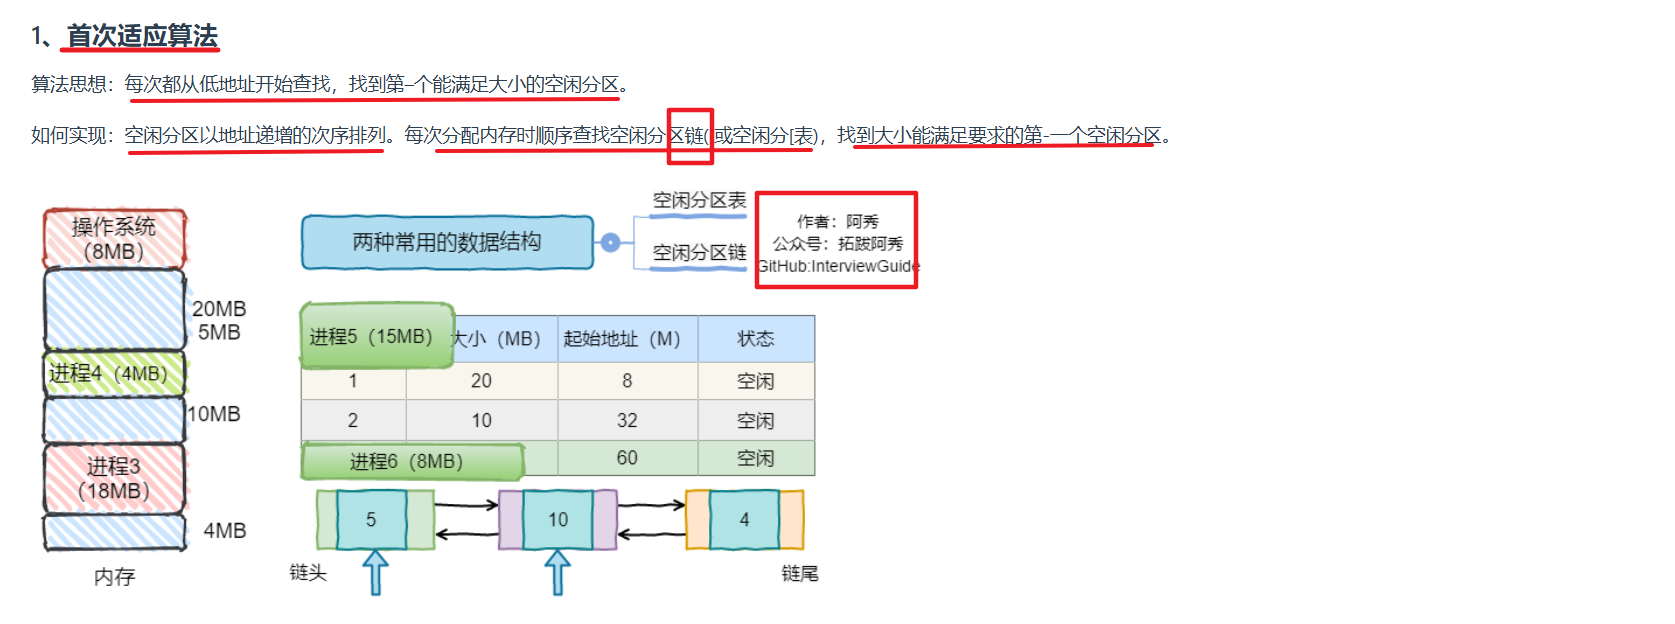 1、首次适应算法
算法思想：每次都从低地址开始查找，找到第–个能满足大小的空闲分区。
如何实现：空闲分区以地址递增的次序排列。每次分配内存时顺序查找空闲分区链( 或空闲分[表)，找到大小能满足要求的第-一个空闲分区。
操作系统
（8MB）
20MB
5MB
进程4（4MB）
10MB
进程3
（18MB）
4MB
内存
两种常用的数据结构
空闲分区表
空闲分区链
作者：阿秀
公众号：拓跋阿秀
GitHub:InterviewGuide
进程5（15MB） 大小（MB） 起始地址（M） 状态
1 20 8 空闲
2 10 32 空闲
进程6（8MB） 60 空闲
5 10 4
链头 链尾